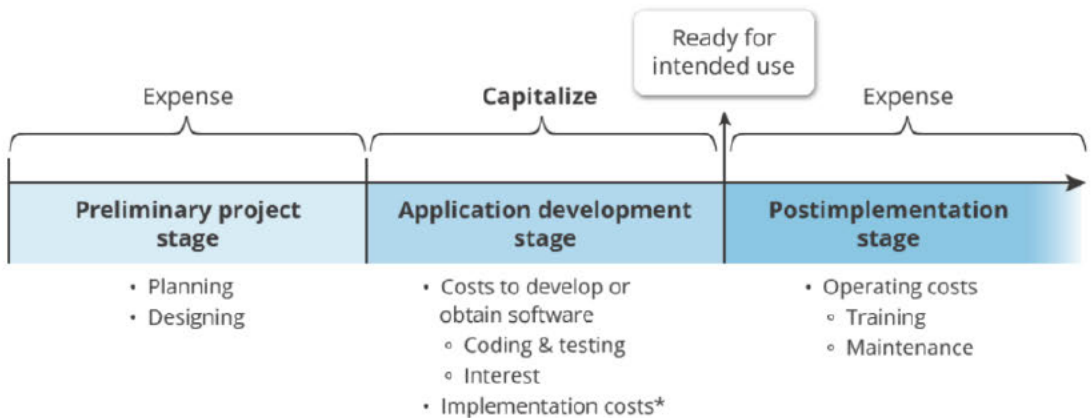 Ready for
intended use
Expense
Capitalize
Expense
Preliminary project
stage
Application development
stage
Postimplementation
stage
• Planning
• Designing
• Costs to develop or
obtain software
◦ Coding & testing
◦ Interest
• Implementation costs*
• Operating costs
◦ Training
◦ Maintenance